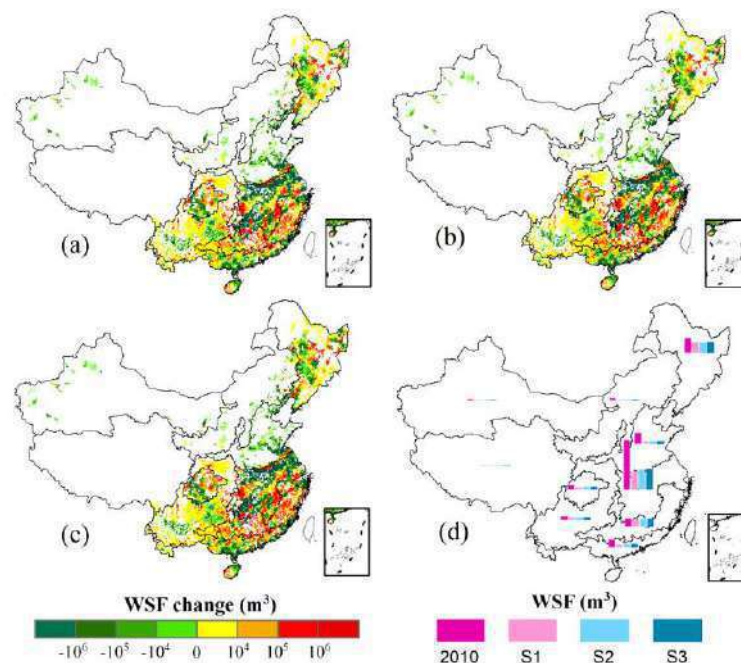 (a)
(b)
(c)
(d)
WSF change (m³)
-10⁶ -10⁵ -10⁴ 0 10⁴ 10⁵ 10⁶
WSF (m³)
2010 S1 S2 S3